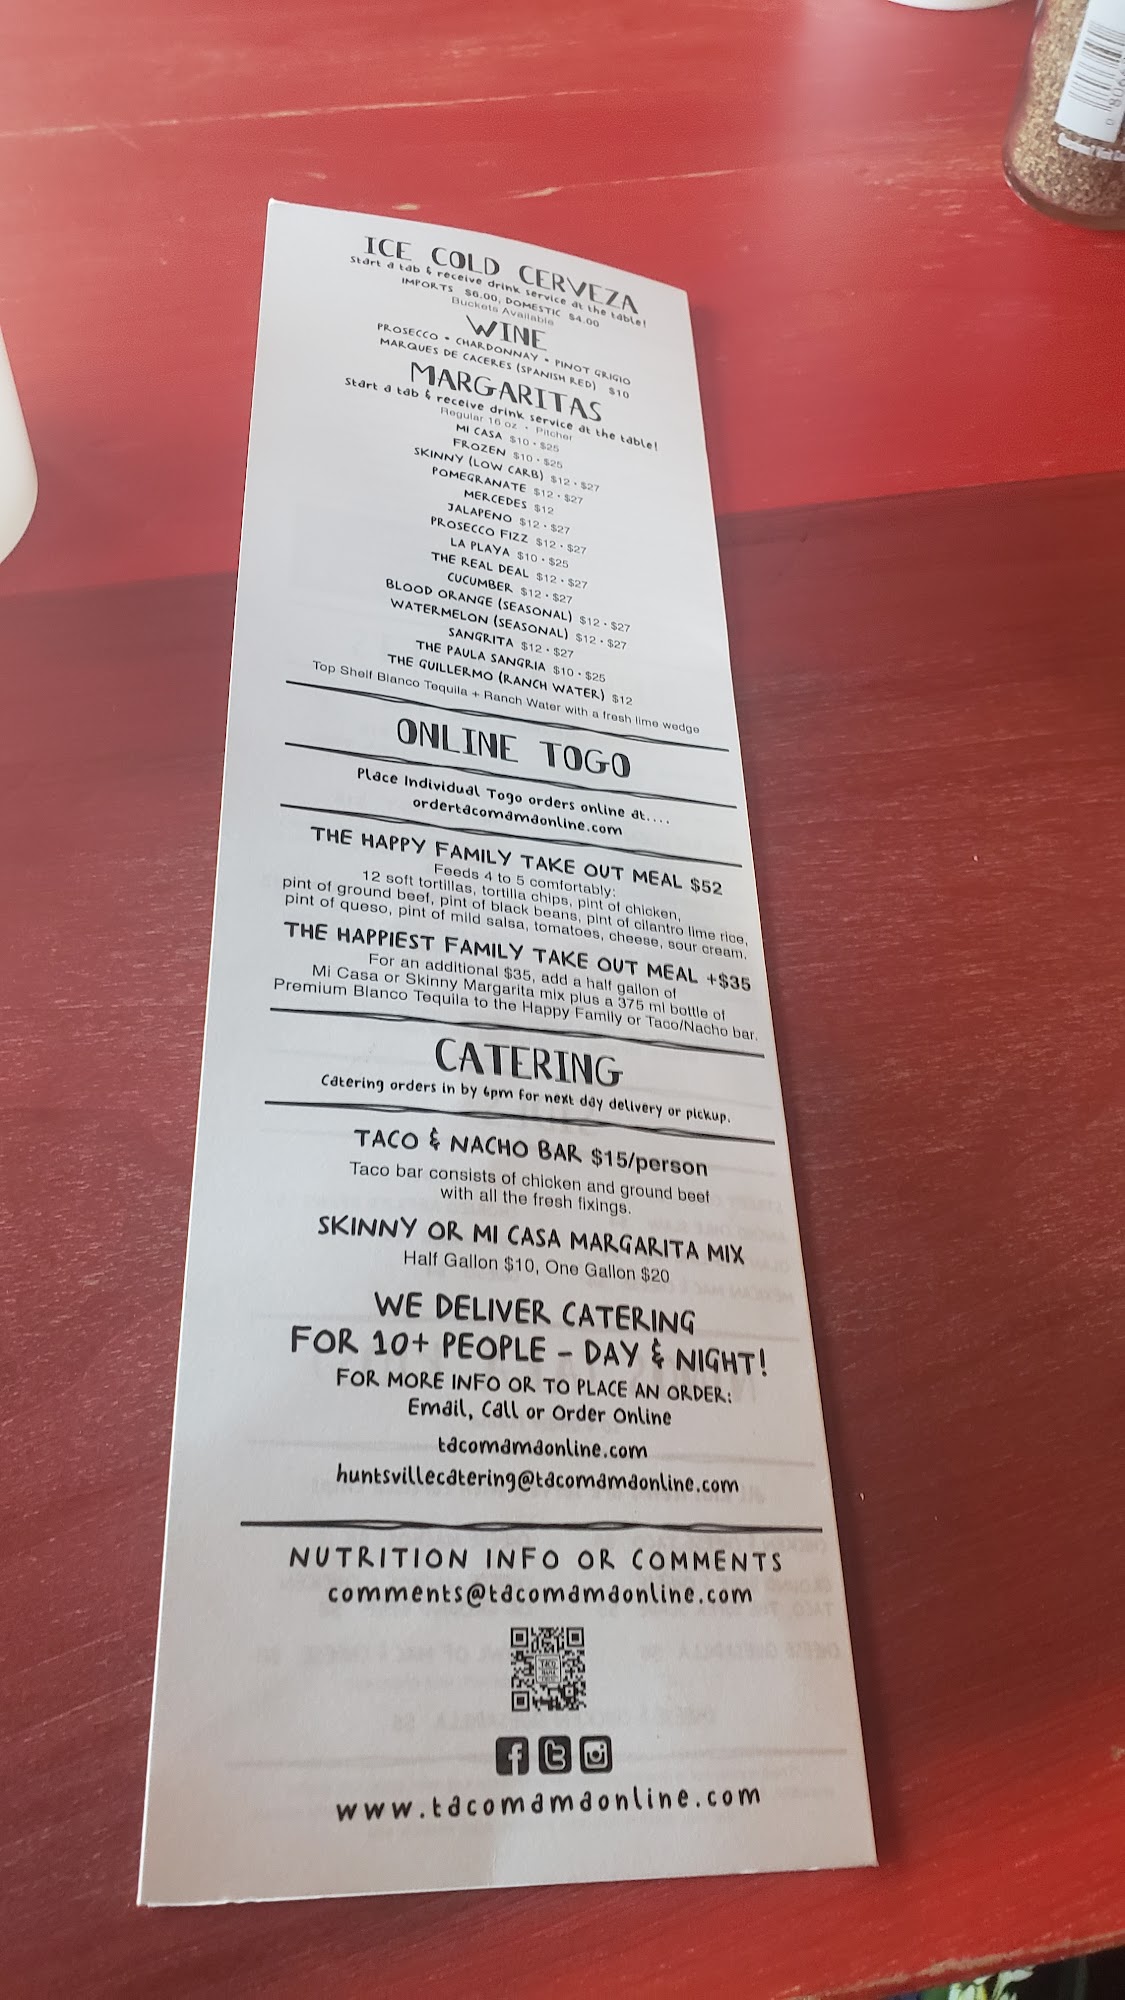 ICE COLD CERVEZA
Start a tab & receive drink service at the table!
IMPORTS $6.00, DOMESTIC $4.00
Buckets Available
WINE
PROSECCO • CHARDONNAY • PINOT GRIGIO
MARQUES DE CACERES (SPANISH RED) $10
MARGARITAS
Start a tab & receive drink service at the table!
Regular 16 oz • Pitcher
MI CASA $10 • $25
FROZEN $10 • $25
SKINNY (LOW CARB) $12 • $27
POMEGRANATE $12 • $27
MERCEDES $12
JALAPENO $12 • $27
PROSECCO FIZZ $12 • $27
LA PLAYA $10 • $25
THE REAL DEAL $12 • $27
CUCUMBER $12 • $27
BLOOD ORANGE (SEASONAL) $12 • $27
WATERMELON (SEASONAL) $12 • $27
SANGRITA $12 • $27
THE PAULA SANGRIA $10 • $25
THE GUILLERMO (RANCH WATER) $12
Top Shelf Blanco Tequila + Ranch Water with a fresh lime wedge
ONLINE TOGO
Place Individual Togo orders online at....
ordertacomamaonline.com
THE HAPPY FAMILY TAKE OUT MEAL $52
Feeds 4 to 5 comfortably:
12 soft tortillas, tortilla chips, pint of chicken,
pint of ground beef, pint of black beans, pint of cilantro lime rice,
pint of queso, pint of mild salsa, tomatoes, cheese, sour cream.
THE HAPPIEST FAMILY TAKE OUT MEAL +$35
For an additional $35, add a half gallon of
Mi Casa or Skinny Margarita mix plus a 375 ml bottle of
Premium Blanco Tequila to the Happy Family or Taco/Nacho bar.
CATERING
Catering orders in by 6pm for next day delivery or pickup.
TACO & NACHO BAR $15/person
Taco bar consists of chicken and ground beef
with all the fresh fixings.
SKINNY OR MI CASA MARGARITA MIX
Half Gallon $10, One Gallon $20
WE DELIVER CATERING
FOR 10+ PEOPLE - DAY & NIGHT!
FOR MORE INFO OR TO PLACE AN ORDER:
Email, Call or Order Online
tacomamaonline.com
huntsvillecatering@tacomamaonline.com
NUTRITION INFO OR COMMENTS
comments@tacomamaonline.com
www.tacomamaonline.com